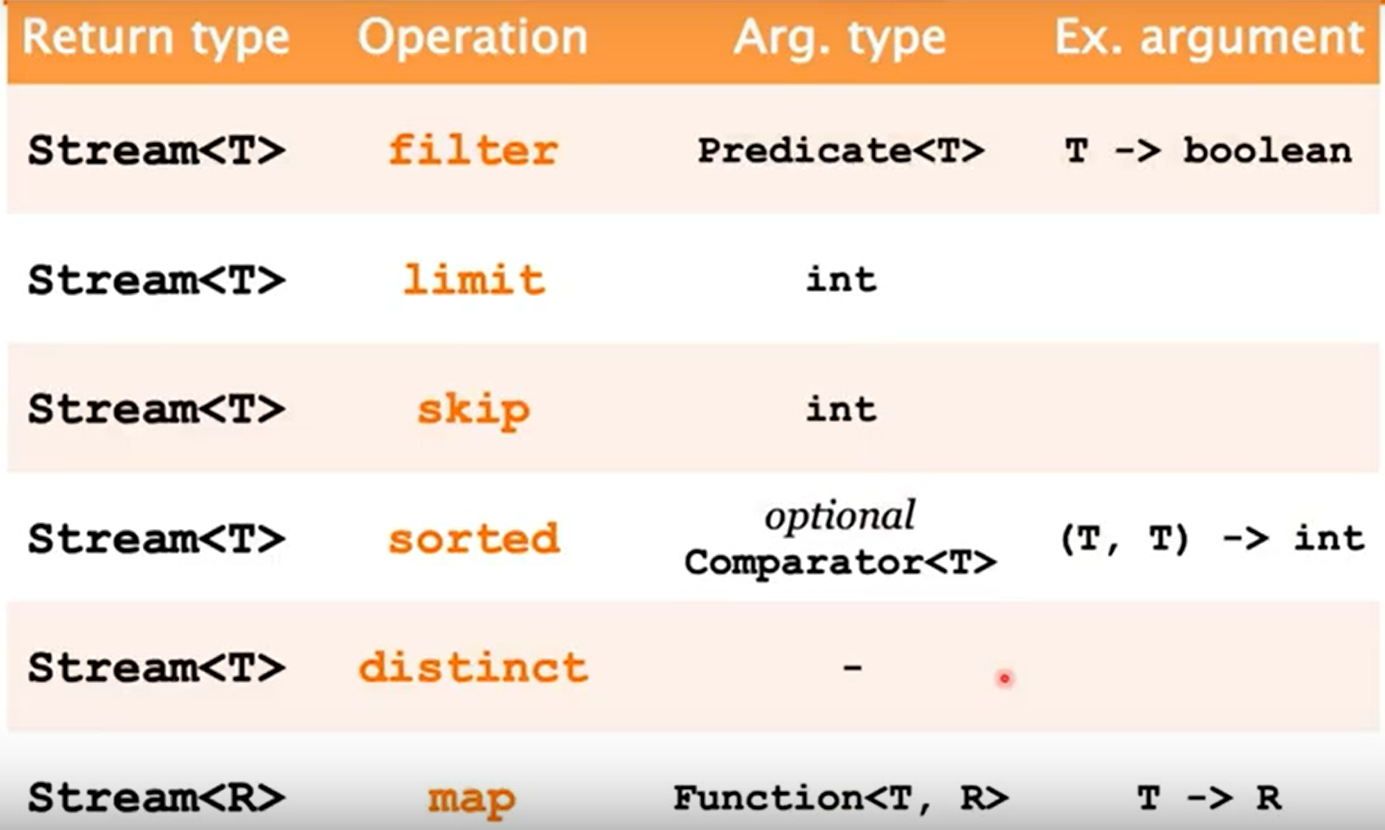 Return type Operation Arg. type Ex. argument
Stream<T> filter Predicate<T> T -> boolean
Stream<T> limit int
Stream<T> skip int
Stream<T> sorted optional Comparator<T> (T, T) -> int
Stream<T> distinct -
Stream<R> map Function<T, R> T -> R